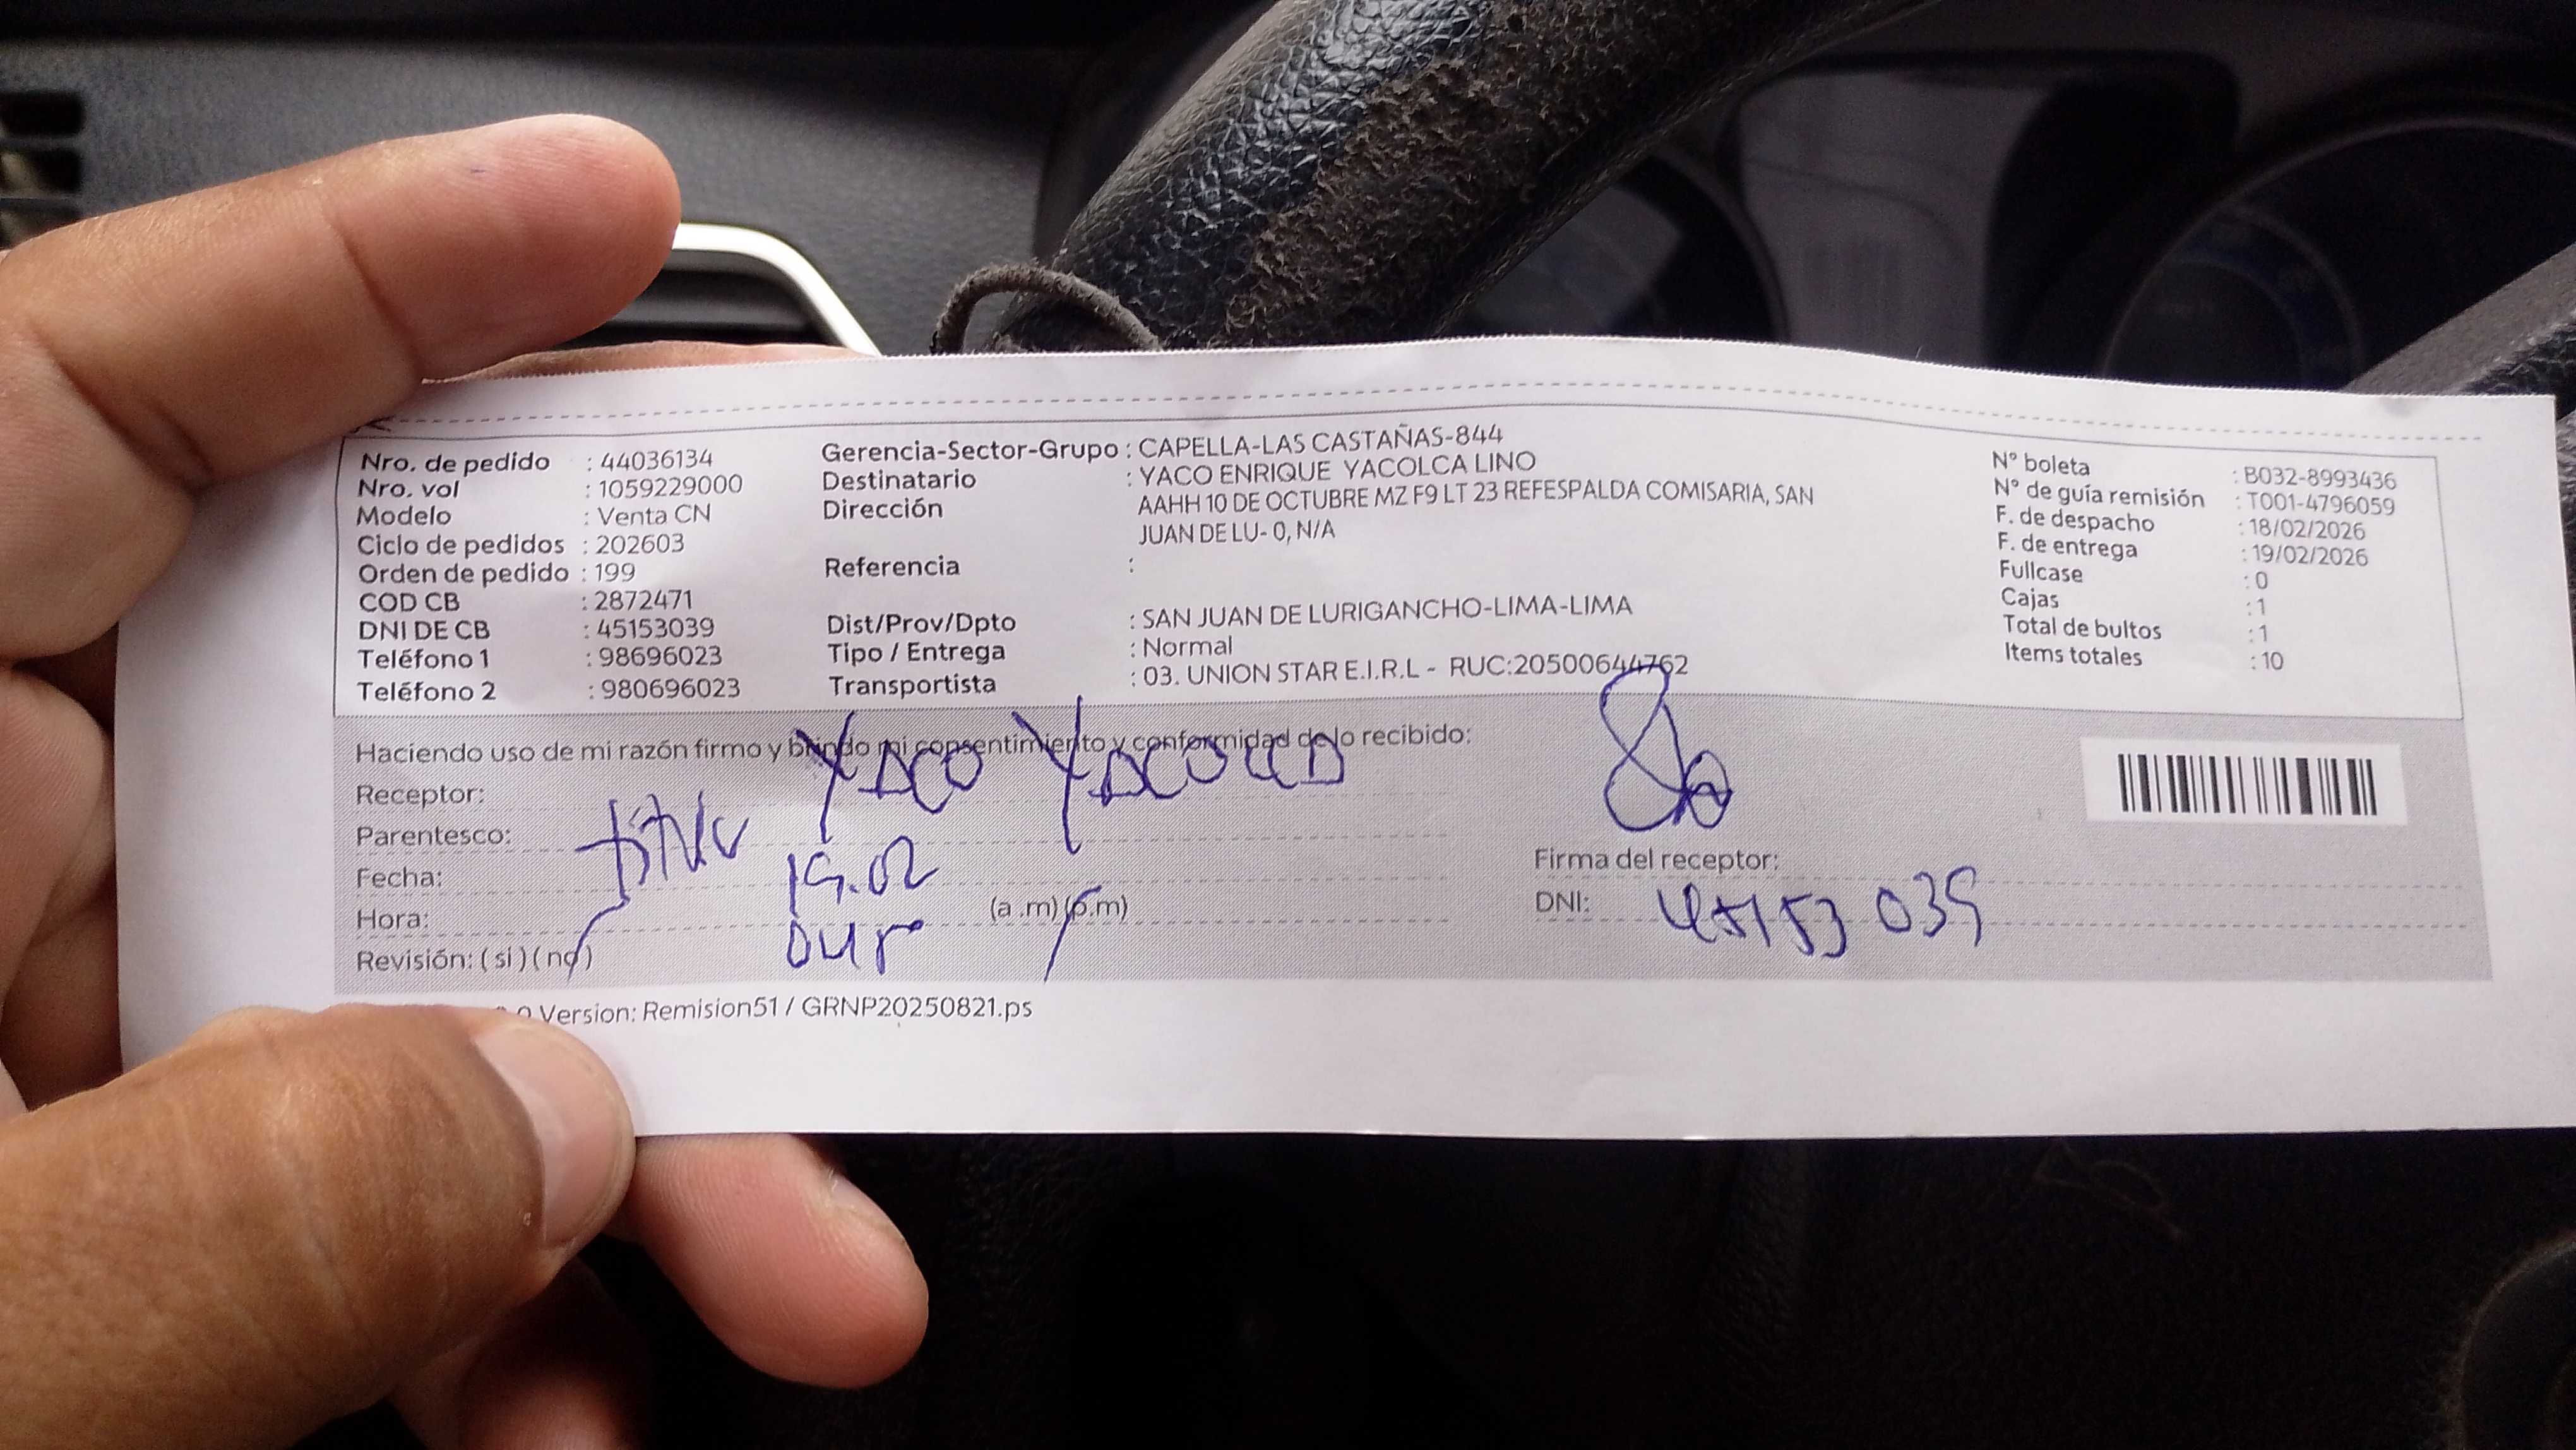 Nro. de pedido : 44036134
Nro. vol : 1059229000
Modelo : Venta CN
Ciclo de pedidos : 202603
Orden de pedido : 199
COD CB : 2872471
DNI DE CB : 45153039
Teléfono 1 : 98696023
Teléfono 2 : 980696023
Gerencia-Sector-Grupo : CAPELLA-LAS CASTAÑAS-844
Destinatario : YACO ENRIQUE YACOLCA LINO
Dirección AAHH 10 DE OCTUBRE MZ F9 LT 23 REFESPALDA COMISARIA, SAN
JUAN DE LU- 0, N/A
Referencia :
Dist/Prov/Dpto : SAN JUAN DE LURIGANCHO-LIMA-LIMA
Tipo / Entrega : Normal
Transportista : 03. UNION STAR E.I.R.L - RUC:20500644762
N° boleta : B032-8993436
N° de guía remisión : T001-4796059
F. de despacho : 18/02/2026
F. de entrega : 19/02/2026
Fullcase : 0
Cajas : 1
Total de bultos : 1
Items totales : 10
Haciendo uso de mi razón firmo y brindo mi consentimiento y conformidad de lo recibido:
Receptor: YACO YACOLCA
Parentesco: titular
Fecha: 19.02
Hora: (a .m) (p.m)
Revisión: ( si ) ( no )
Firma del receptor:
DNI: 45153039
Version: Remision51 / GRNP20250821.ps